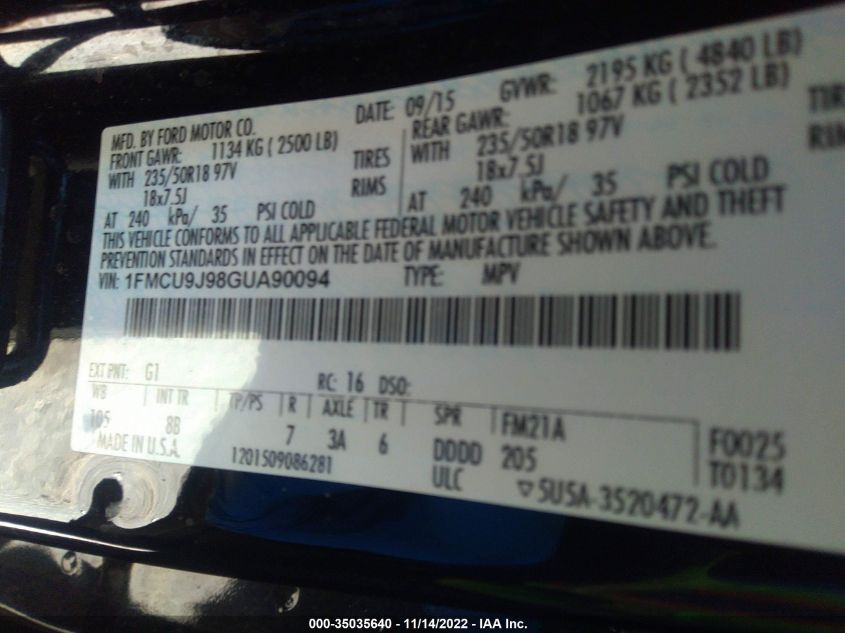 MFD. BY FORD MOTOR CO. DATE: 09/15 GVWR: 2195 KG ( 4840 LB)
FRONT GAWR: 1134 KG ( 2500 LB) REAR GAWR: 1067 KG ( 2352 LB)
WITH 235/50R18 97V TIRES WITH 235/50R18 97V TIRE
18x7.5J RIMS 18x7.5J RIMS
AT 240 kPa/ 35 PSI COLD AT 240 kPa/ 35 PSI COLD
THIS VEHICLE CONFORMS TO ALL APPLICABLE FEDERAL MOTOR VEHICLE SAFETY AND THEFT
PREVENTION STANDARDS IN EFFECT ON THE DATE OF MANUFACTURE SHOWN ABOVE.
VIN: 1FMCU9J98GUA90094 TYPE: MPV
EXT PNT: G1 RC: 16 DSO:
WB INT TR TP/PS R AXLE TR SPR FM21A F0025
105 8B 7 3A 6 DDDD 205 T0134
MADE IN U.S.A. 1201509086281 ULC ▽5U5A-3520472-AA
000-35035640 - 11/14/2022 - IAA Inc.